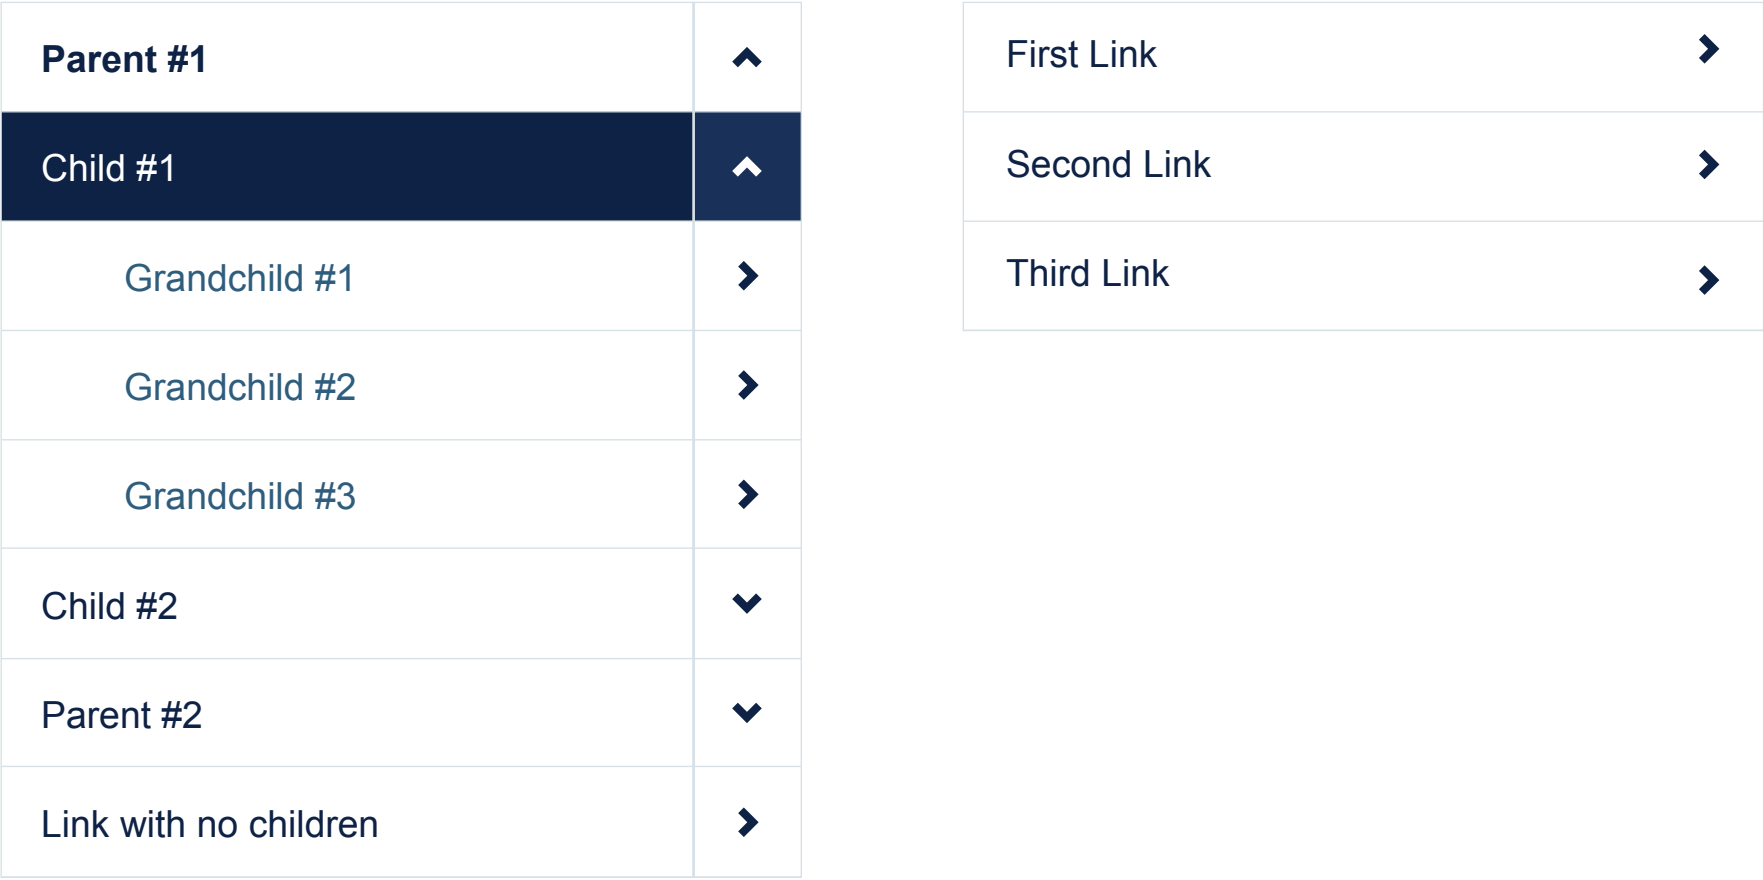 Parent #1
Child #1
Grandchild #1
Grandchild #2
Grandchild #3
Child #2
Parent #2
Link with no children
First Link
Second Link
Third Link